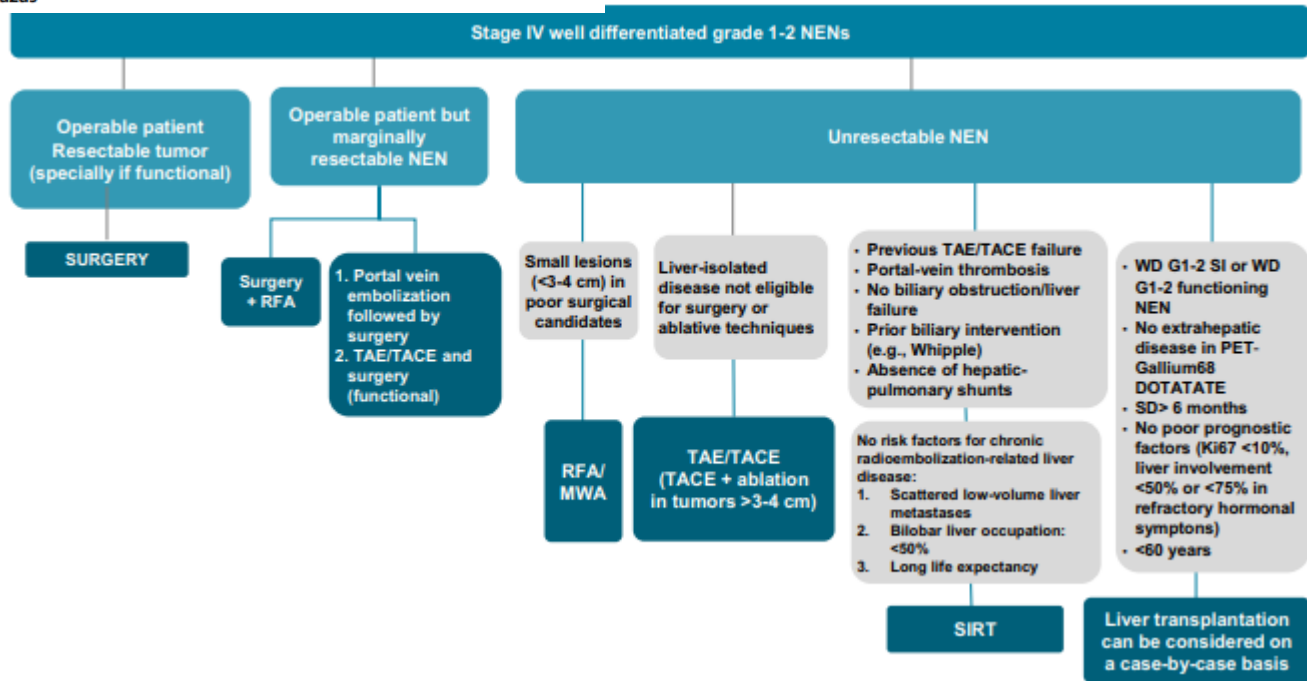 Stage IV well differentiated grade 1-2 NENs
Operable patient
Resectable tumor
(specially if functional)
SURGERY
Operable patient but
marginally
resectable NEN
Surgery
+ RFA
1. Portal vein
embolization
followed by
surgery
2. TAE/TACE and
surgery
(functional)
Unresectable NEN
Small lesions
(<3-4 cm) in
poor surgical
candidates
RFA/
MWA
Liver-isolated
disease not eligible
for surgery or
ablative techniques
TAE/TACE
(TACE + ablation
in tumors >3-4 cm)
· Previous TAE/TACE failure
· Portal-vein thrombosis
· No biliary obstruction/liver
failure
· Prior biliary intervention
(e.g., Whipple)
· Absence of hepatic-
pulmonary shunts
No risk factors for chronic
radioembolization-related liver
disease:
1. Scattered low-volume liver
metastases
2. Bilobar liver occupation:
<50%
3. Long life expectancy
SIRT
· WD G1-2 SI or WD
G1-2 functioning
NEN
· No extrahepatic
disease in PET-
Gallium68
DOTATATE
· SD> 6 months
· No poor prognostic
factors (Ki67 <10%,
liver involvement
<50% or <75% in
refractory hormonal
symptons)
· <60 years
Liver transplantation
can be considered on
a case-by-case basis